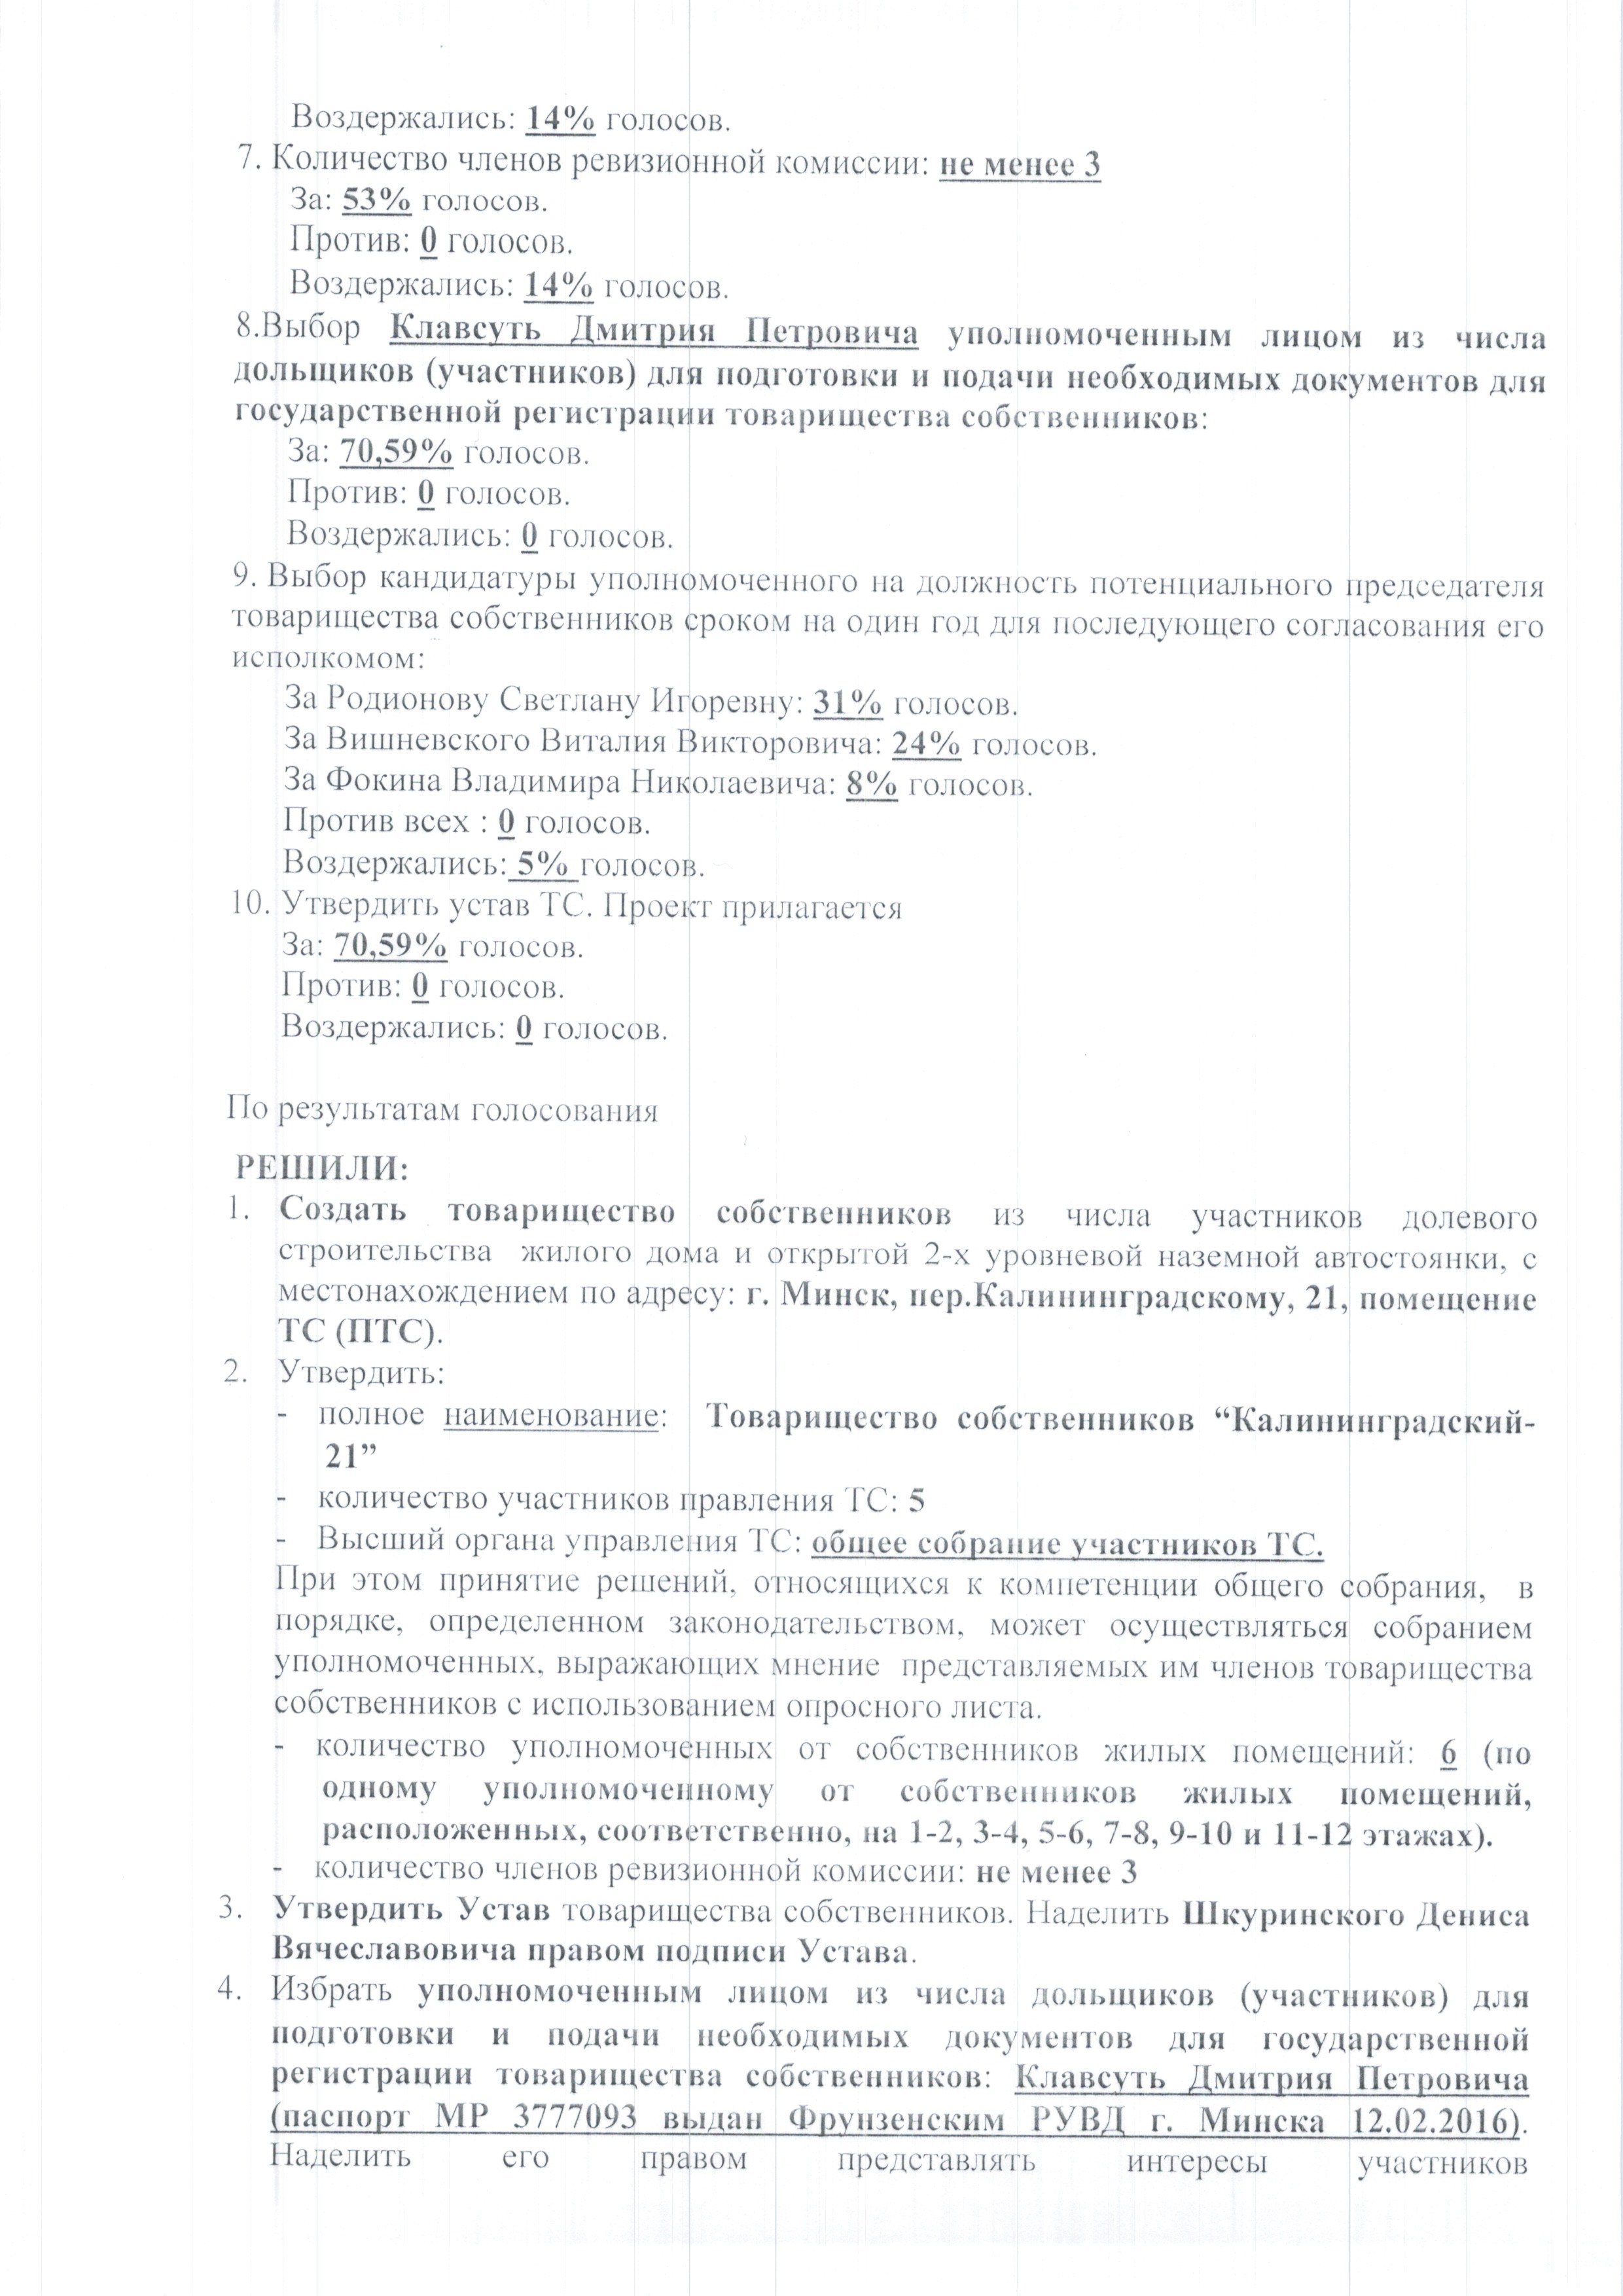 Воздержались: 14% голосов.
7. Количество членов ревизионной комиссии: не менее 3
За: 53% голосов.
Против: 0 голосов.
Воздержались: 14% голосов.
8.Выбор Клавсуть Дмитрия Петровича уполномоченным лицом из числа
дольщиков (участников) для подготовки и подачи необходимых документов для
государственной регистрации товарищества собственников:
За: 70,59% голосов.
Против: 0 голосов.
Воздержались: 0 голосов.
9. Выбор кандидатуры уполномоченного на должность потенциального председателя
товарищества собственников сроком на один год для последующего согласования его
исполкомом:
За Родионову Светлану Игоревну: 31% голосов.
За Вишневского Виталия Викторовича: 24% голосов.
За Фокина Владимира Николаевича: 8% голосов.
Против всех : 0 голосов.
Воздержались: 5% голосов.
10. Утвердить устав ТС. Проект прилагается
За: 70,59% голосов.
Против: 0 голосов.
Воздержались: 0 голосов.
По результатам голосования
РЕШИЛИ:
1. Создать товарищество собственников из числа участников долевого
строительства жилого дома и открытой 2-х уровневой наземной автостоянки, с
местонахождением по адресу: г. Минск, пер.Калининградскому, 21, помещение
ТС (ПТС).
2. Утвердить:
- полное наименование: Товарищество собственников “Калининградский-
21”
- количество участников правления ТС: 5
- Высший органа управления ТС: общее собрание участников ТС.
При этом принятие решений, относящихся к компетенции общего собрания, в
порядке, определенном законодательством, может осуществляться собранием
уполномоченных, выражающих мнение представляемых им членов товарищества
собственников с использованием опросного листа.
- количество уполномоченных от собственников жилых помещений: 6 (по
одному уполномоченному от собственников жилых помещений,
расположенных, соответственно, на 1-2, 3-4, 5-6, 7-8, 9-10 и 11-12 этажах).
- количество членов ревизионной комиссии: не менее 3
3. Утвердить Устав товарищества собственников. Наделить Шкуринского Дениса
Вячеславовича правом подписи Устава.
4. Избрать уполномоченным лицом из числа дольщиков (участников) для
подготовки и подачи необходимых документов для государственной
регистрации товарищества собственников: Клавсуть Дмитрия Петровича
(паспорт МР 3777093 выдан Фрунзенским РУВД г. Минска 12.02.2016).
Наделить его правом представлять интересы участников